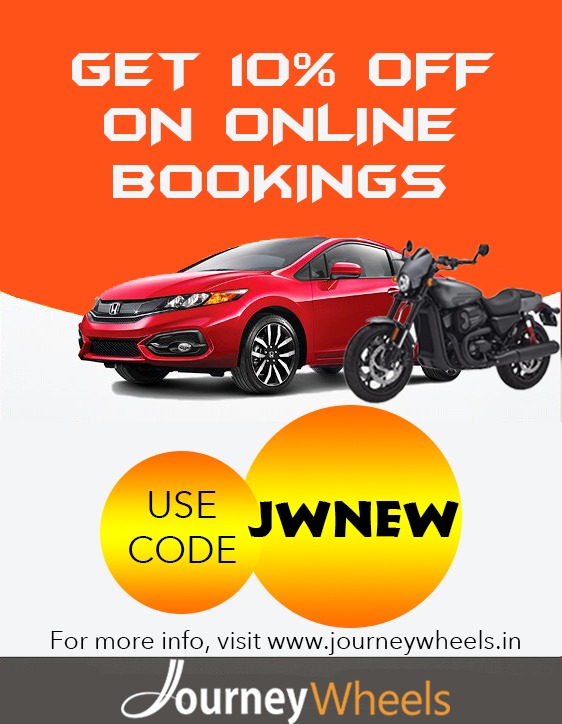 GET 10% OFF
ON ONLINE
BOOKINGS
USE
CODE
JWNEW
For more info, visit www.journeywheels.in
JourneyWheels